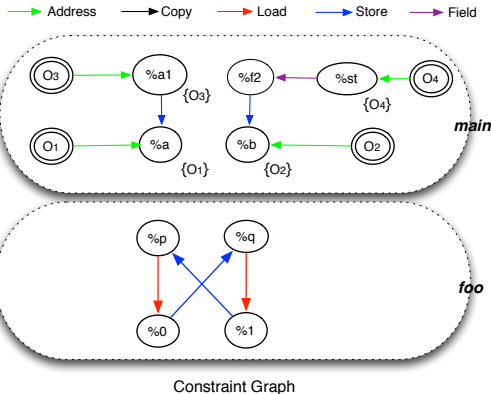 Address Copy Load Store Field
O3 %a1 %f2 %st O4
{O3} {O4}
main
O1 %a %b O2
{O1} {O2}
%p %q
foo
%0 %1
Constraint Graph